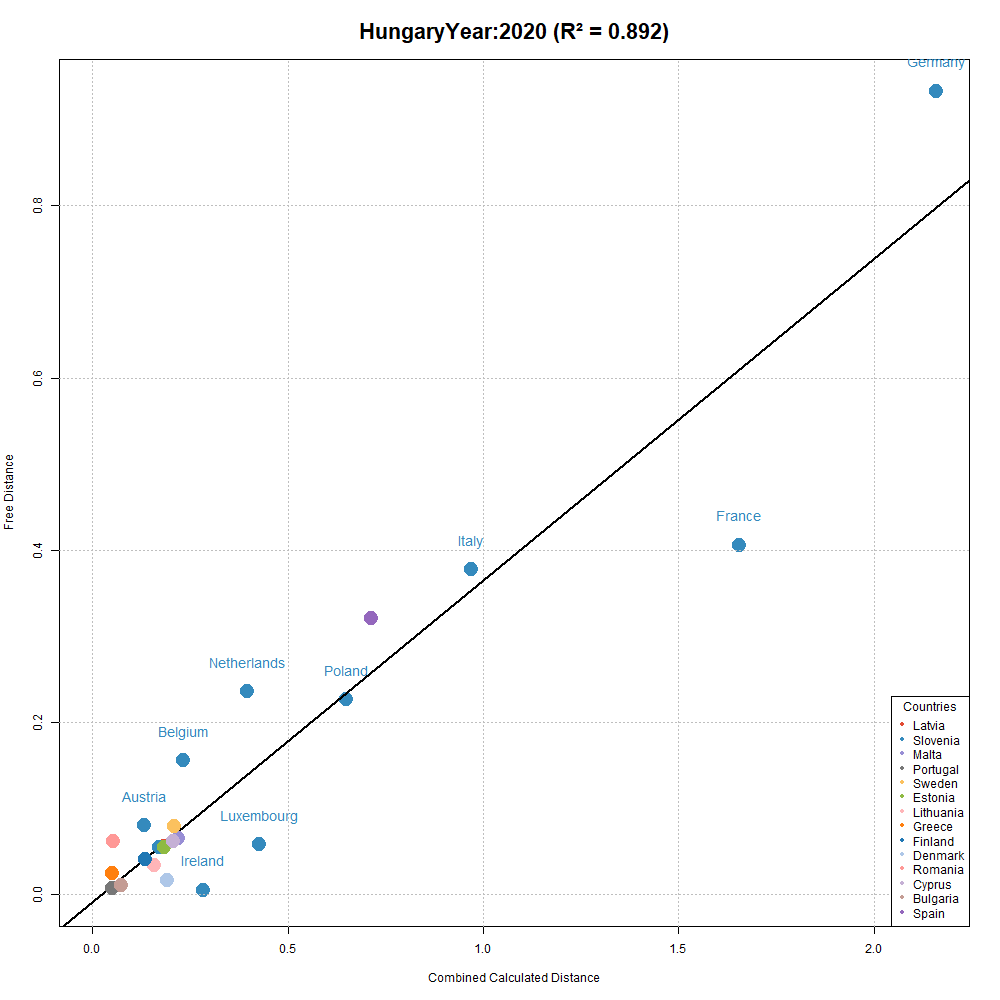 HungaryYear:2020 (R² = 0.892)
Germany
0.8
0.6
Free Distance
France
Italy
0.4
Netherlands
Poland
Belgium
0.2
Austria
Luxembourg
Ireland
0.0
Countries
Latvia
Slovenia
Malta
Portugal
Sweden
Estonia
Lithuania
Greece
Finland
Denmark
Romania
Cyprus
Bulgaria
Spain
0.0 0.5 1.0 1.5 2.0
Combined Calculated Distance